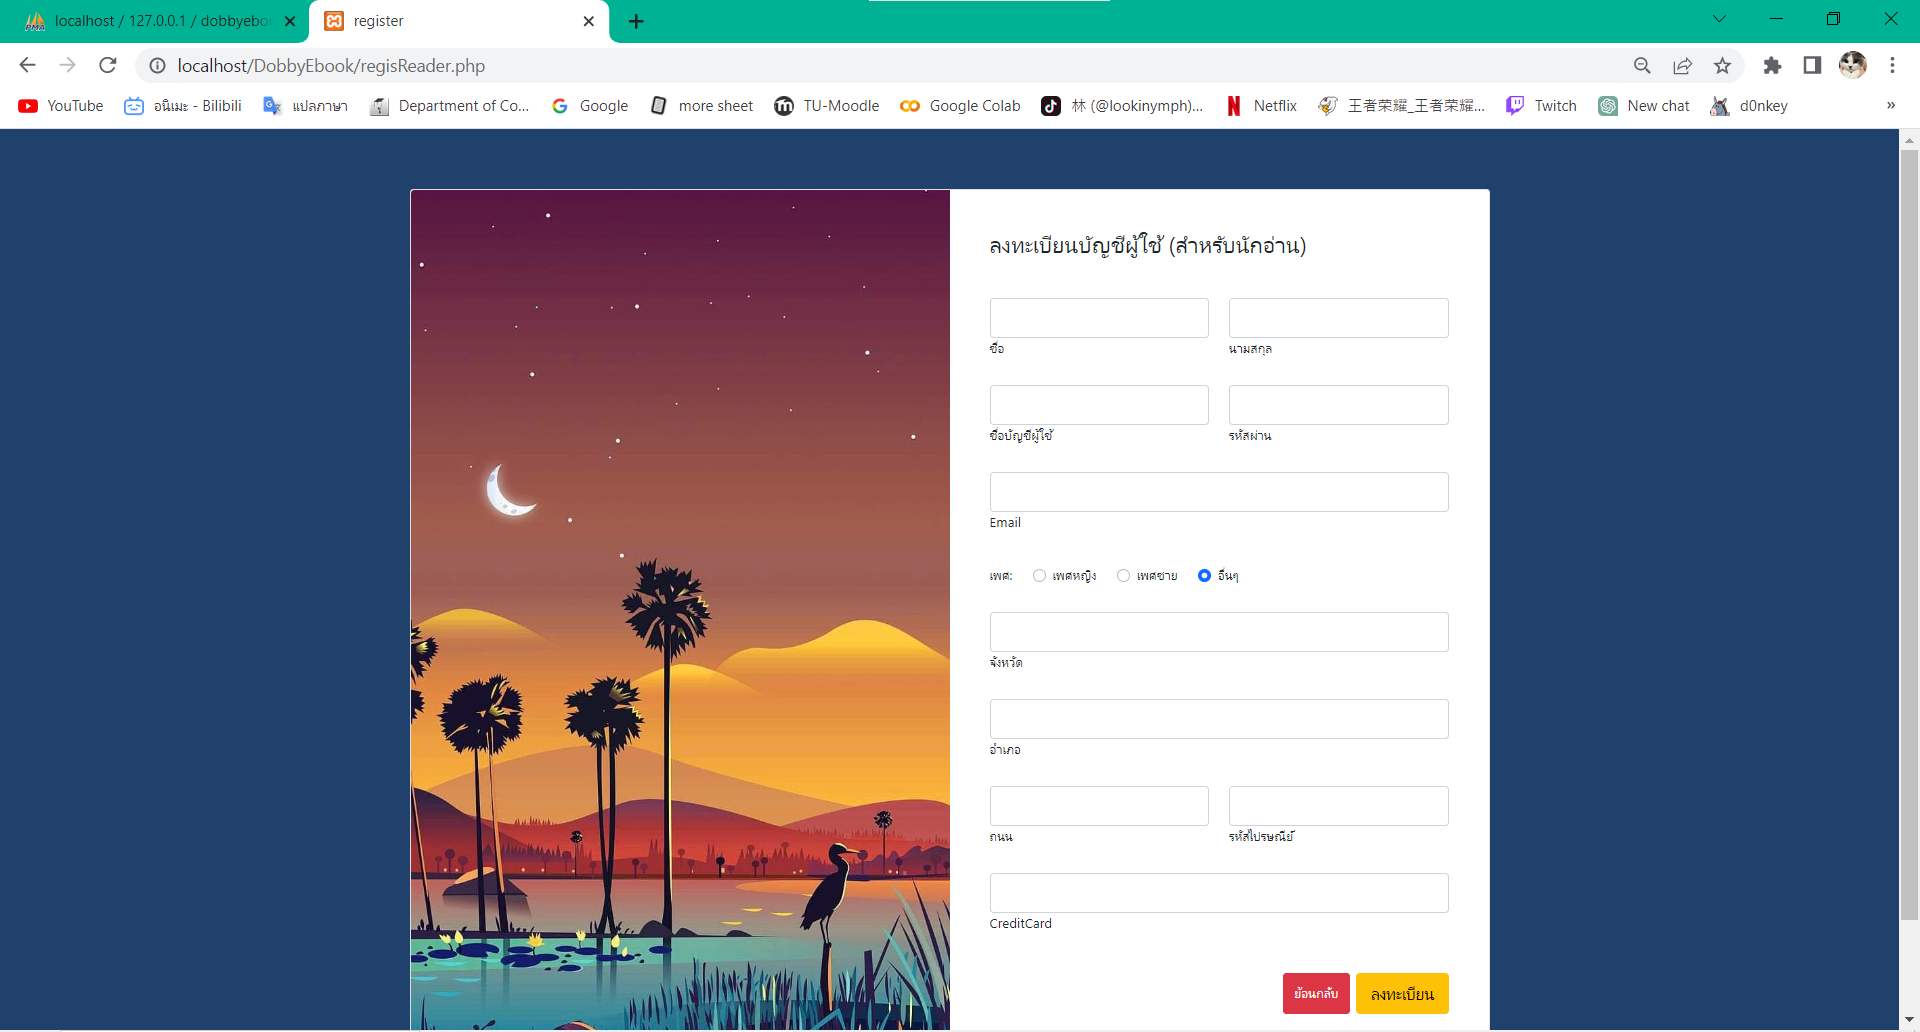 localhost / 127.0.0.1 / dobbyeboo
register
localhost/DobbyEbook/regisReader.php
YouTube
อนิเมะ - Bilibili
แปลภาษา
Department of Co...
Google
more sheet
TU-Moodle
Google Colab
林 (@lookinymph)...
Netflix
王者荣耀_王者荣耀...
Twitch
New chat
d0nkey
»
ลงทะเบียนบัญชีผู้ใช้ (สำหรับนักอ่าน)
ชื่อ
นามสกุล
ชื่อบัญชีผู้ใช้
รหัสผ่าน
Email
เพศ: เพศหญิง เพศชาย อื่นๆ
จังหวัด
อำเภอ
ถนน
รหัสไปรษณีย์
CreditCard
ย้อนกลับ
ลงทะเบียน